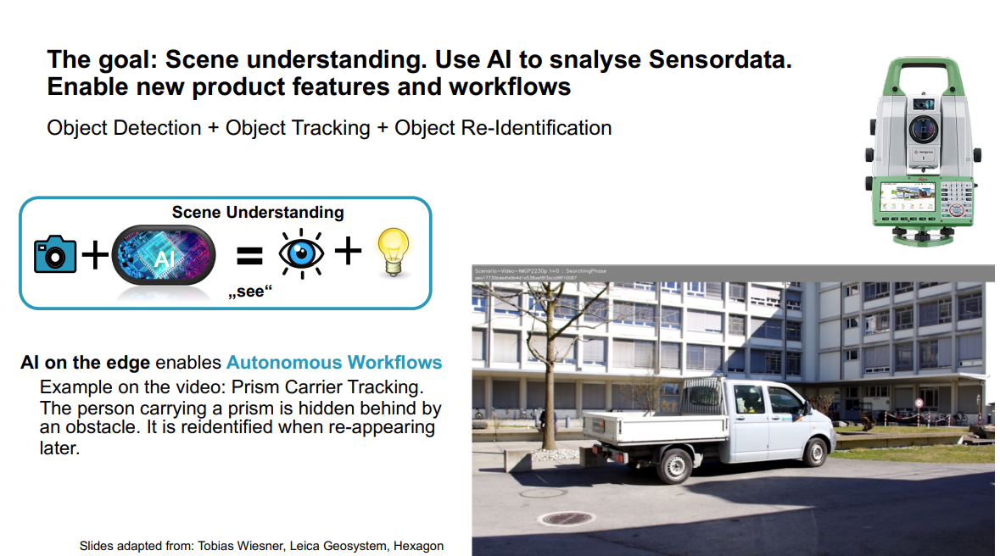 The goal: Scene understanding. Use AI to snalyse Sensordata.
Enable new product features and workflows
Object Detection + Object Tracking + Object Re-Identification
Scene Understanding
AI
„see“
Scenario-Video-IMGP2230p t=0 : SearchingPhase
AI on the edge enables Autonomous Workflows
Example on the video: Prism Carrier Tracking.
The person carrying a prism is hidden behind by
an obstacle. It is reidentified when re-appearing
later.
Slides adapted from: Tobias Wiesner, Leica Geosystem, Hexagon